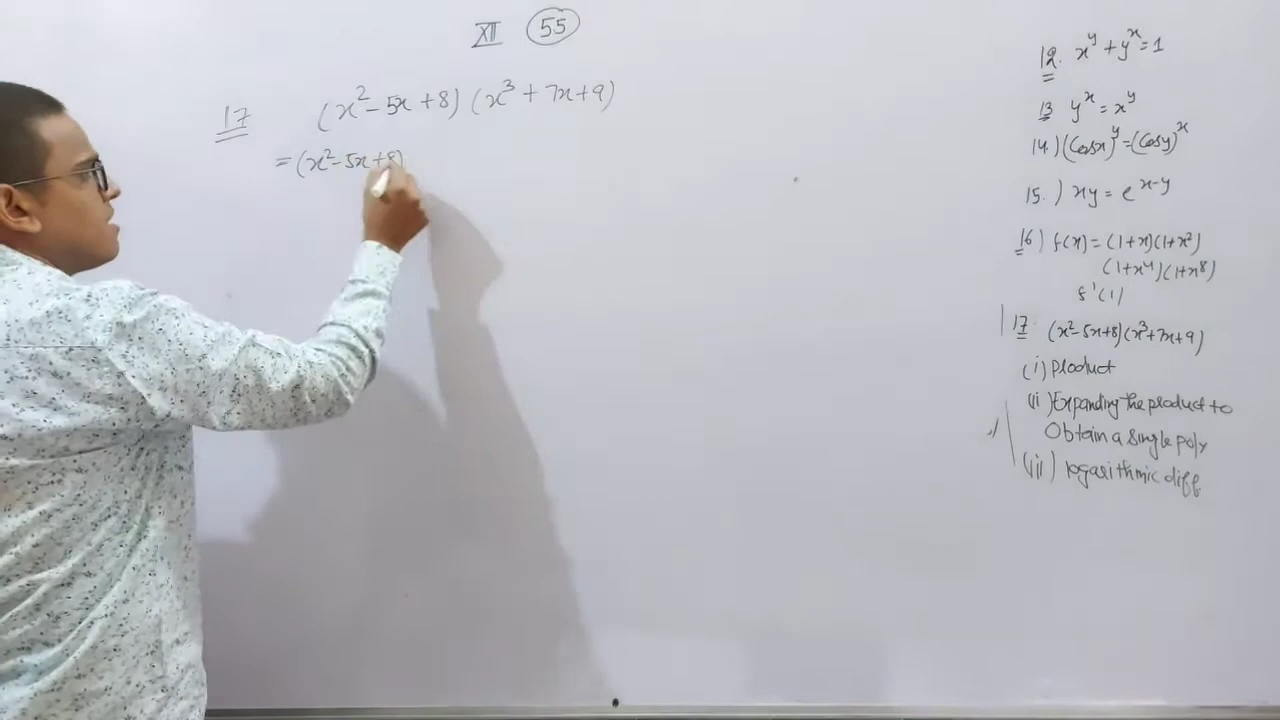 XII 55
17 (x² - 5x + 8) (x³ + 7x + 9)
= (x² - 5x + 8)
12. x^y + y^x = 1
13 y^x = x^y
14.) (Cosx)^y = (Cosy)^x
15.) xy = e^{x-y}
16) f(x) = (1+x)(1+x²)
(1+x⁴)(1+x⁸)
f'(1)
17. (x²-5x+8)(x³+7x+9)
(i) Product
(ii) Expanding the product to
Obtain a single poly
(iii) logarithmic diff